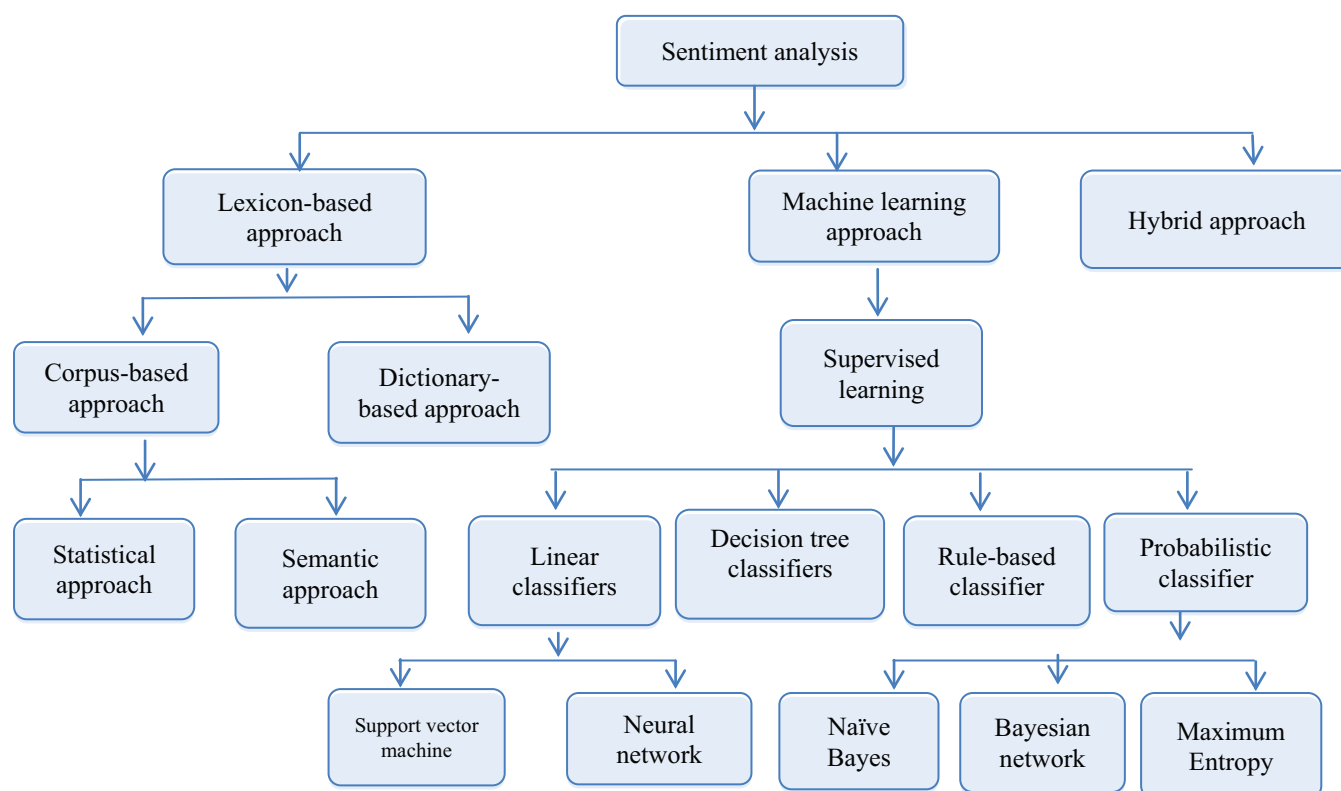 Sentiment analysis
Lexicon-based
approach
Machine learning
approach
Hybrid approach
Corpus-based
approach
Dictionary-
based approach
Supervised
learning
Statistical
approach
Semantic
approach
Linear
classifiers
Decision tree
classifiers
Rule-based
classifier
Probabilistic
classifier
Support vector
machine
Neural
network
Naïve
Bayes
Bayesian
network
Maximum
Entropy